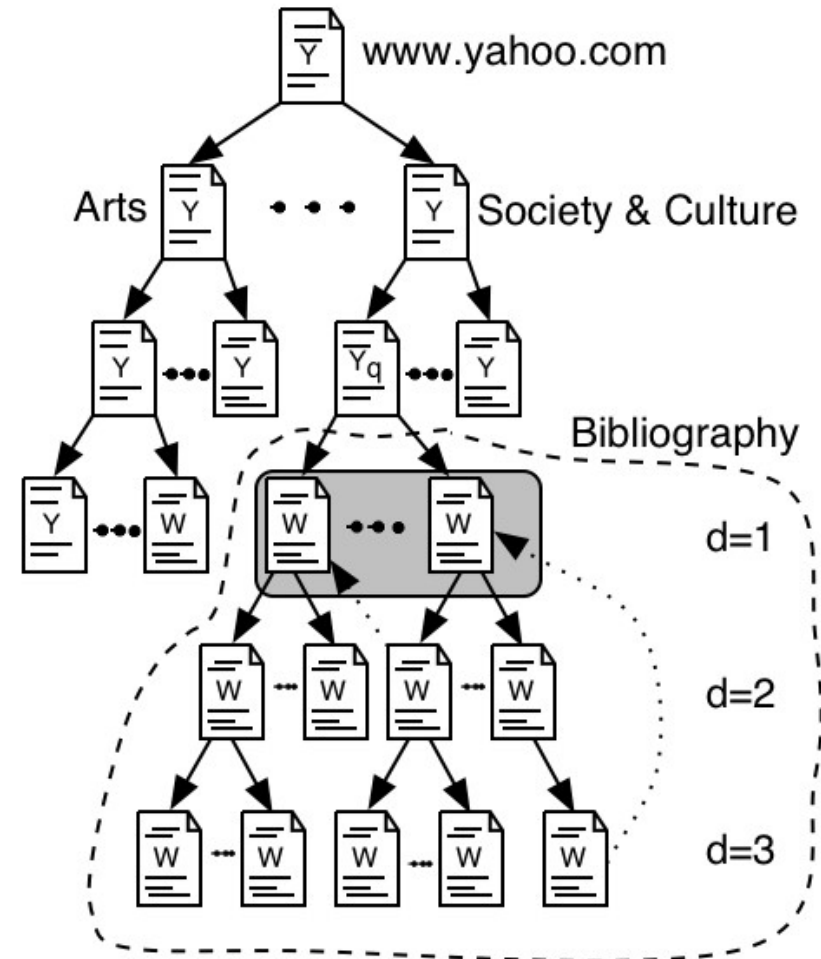 Y www.yahoo.com
Arts Y Y Society & Culture
Y Y Yq Y
Bibliography
Y W W W d=1
W W W W d=2
W W W W W d=3